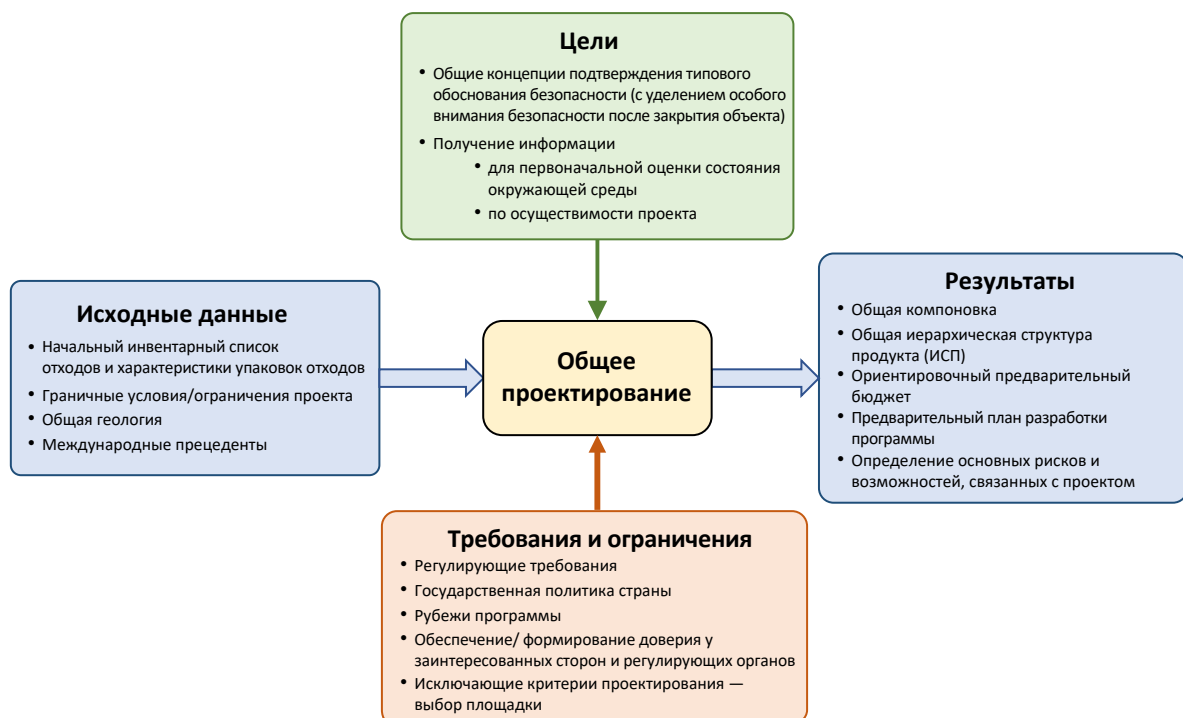 Цели
• Общие концепции подтверждения типового
обоснования безопасности (с уделением особого
внимания безопасности после закрытия объекта)
• Получение информации
• для первоначальной оценки состояния
окружающей среды
• по осуществимости проекта
Исходные данные
• Начальный инвентарный список
отходов и характеристики упаковок отходов
• Граничные условия/ограничения проекта
• Общая геология
• Международные прецеденты
Общее
проектирование
Результаты
• Общая компоновка
• Общая иерархическая структура
продукта (ИСП)
• Ориентировочный предварительный
бюджет
• Предварительный план разработки
программы
• Определение основных рисков и
возможностей, связанных с проектом
Требования и ограничения
• Регулирующие требования
• Государственная политика страны
• Рубежи программы
• Обеспечение/ формирование доверия у
заинтересованных сторон и регулирующих органов
• Исключающие критерии проектирования —
выбор площадки